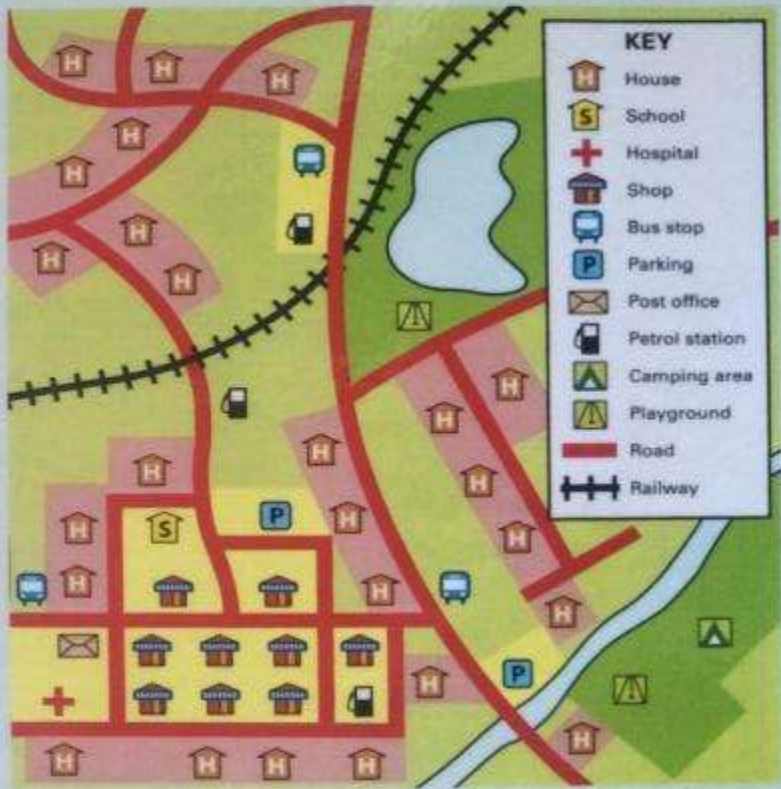 KEY
House
S School
Hospital
Shop
Bus stop
P Parking
Post office
Petrol station
Camping area
Playground
Road
Railway
H
H
H
H
H
H
H
H
H
H
H
H
H
H
P
H
S
H
H
H
H
H
H
H
P
H
H
H
H
H